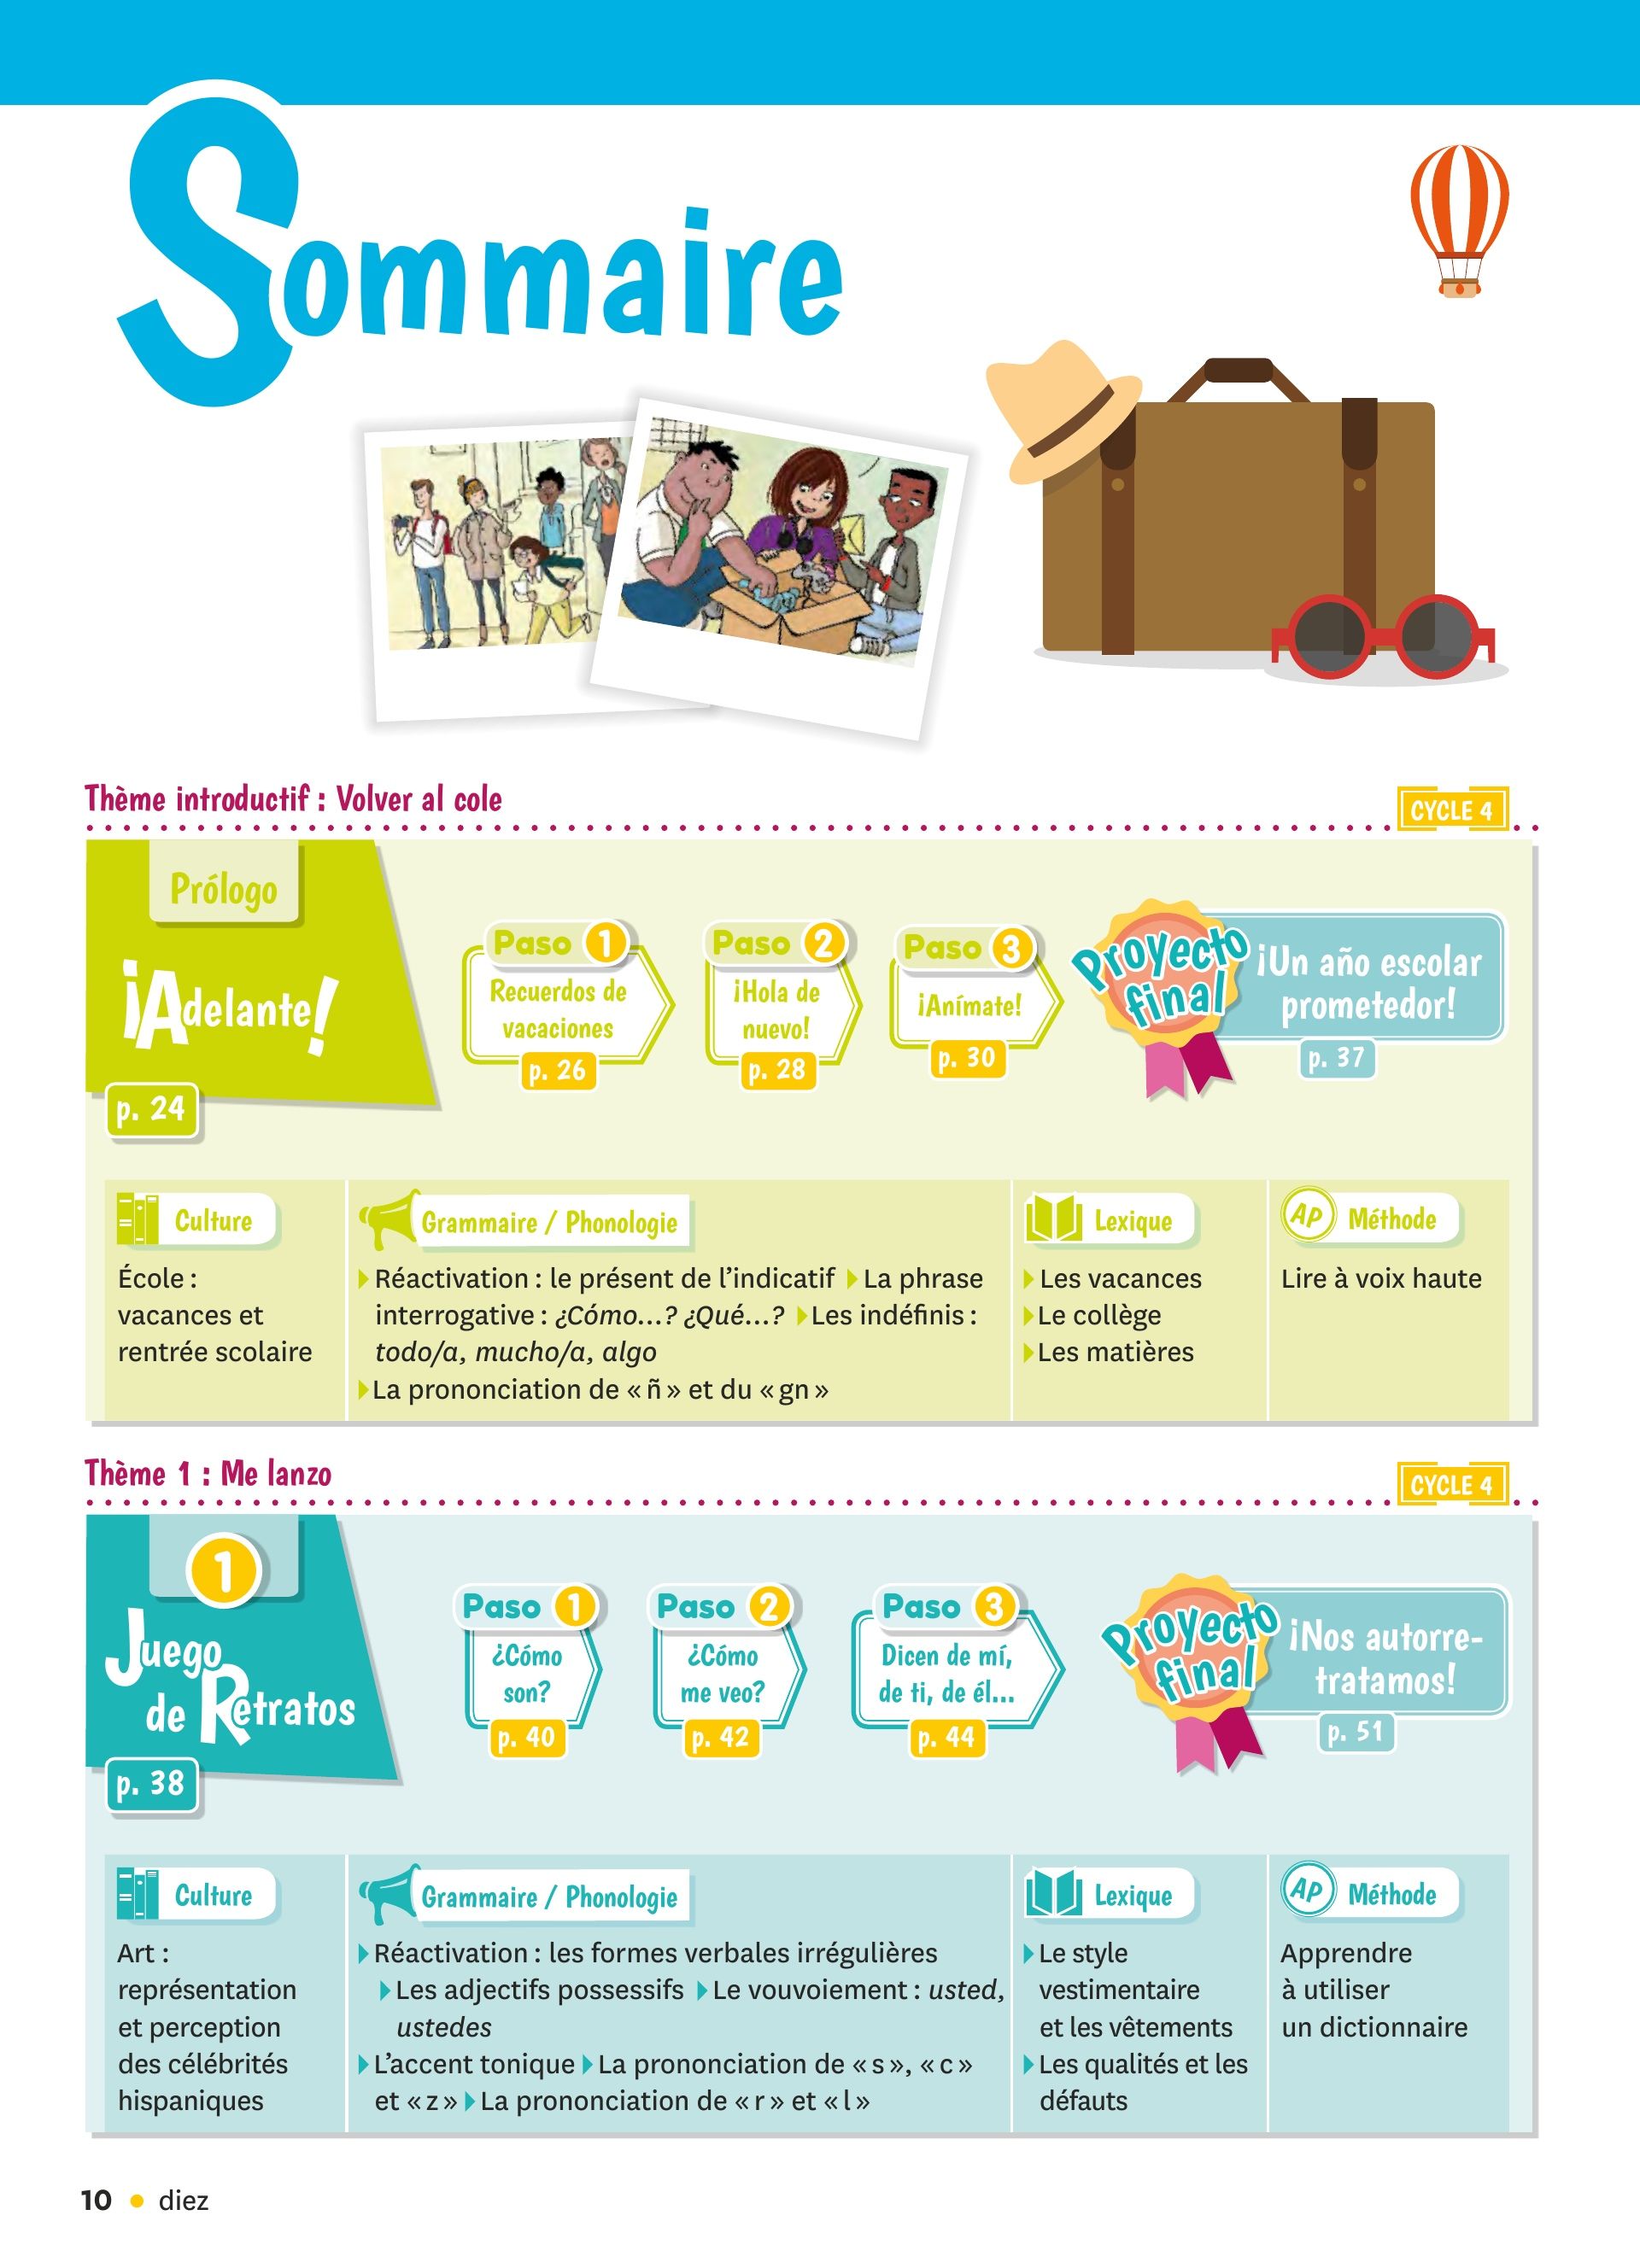 Sommaire
Thème introductif : Volver al cole
CYCLE 4
Prólogo
¡Adelante!
p. 24
Paso 1
Recuerdos de
vacaciones
p. 26
Paso 2
¡Hola de
nuevo!
p. 28
Paso 3
¡Anímate!
p. 30
Proyecto
final
¡Un año escolar
prometedor!
p. 37
Culture
École :
vacances et
rentrée scolaire
Grammaire / Phonologie
Réactivation : le présent de l’indicatif La phrase
interrogative : ¿Cómo...? ¿Qué...? Les indéfinis :
todo/a, mucho/a, algo
La prononciation de « ñ » et du « gn »
Lexique
Les vacances
Le collège
Les matières
AP Méthode
Lire à voix haute
Thème 1 : Me lanzo
CYCLE 4
1
Juego
de Retratos
p. 38
Paso 1
¿Cómo
son?
p. 40
Paso 2
¿Cómo
me veo?
p. 42
Paso 3
Dicen de mí,
de ti, de él...
p. 44
Proyecto
final
¡Nos autorre-
tratamos!
p. 51
Culture
Art :
représentation
et perception
des célébrités
hispaniques
Grammaire / Phonologie
Réactivation : les formes verbales irrégulières
Les adjectifs possessifs Le vouvoiement : usted,
ustedes
L’accent tonique La prononciation de « s », « c »
et « z » La prononciation de « r » et « l »
Lexique
Le style
vestimentaire
et les vêtements
Les qualités et les
défauts
AP Méthode
Apprendre
à utiliser
un dictionnaire
10 • diez